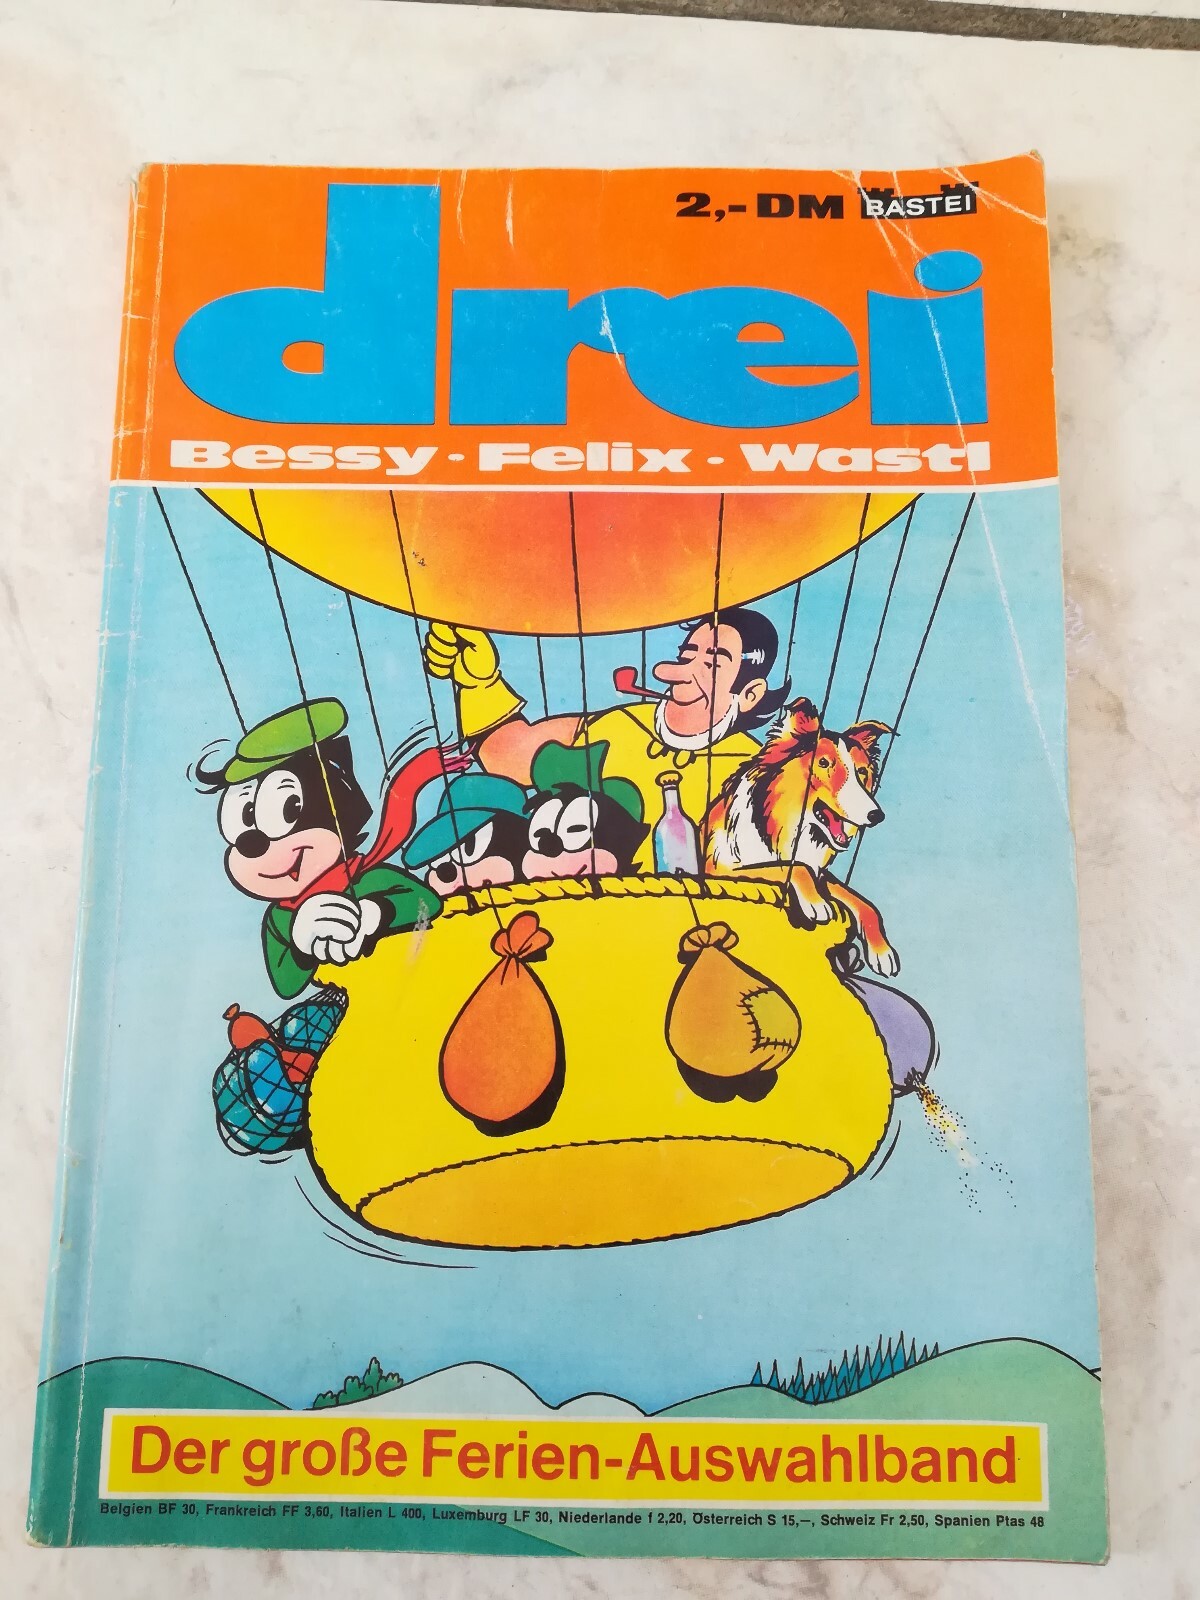 2,- DM BASTEI
drei
Bessy · Felix · Wastl
Der große Ferien-Auswahlband
Belgien BF 30, Frankreich FF 3,60, Italien L 400, Luxemburg LF 30, Niederlande f 2,20, Österreich S 15,–, Schweiz Fr 2,50, Spanien Ptas 48